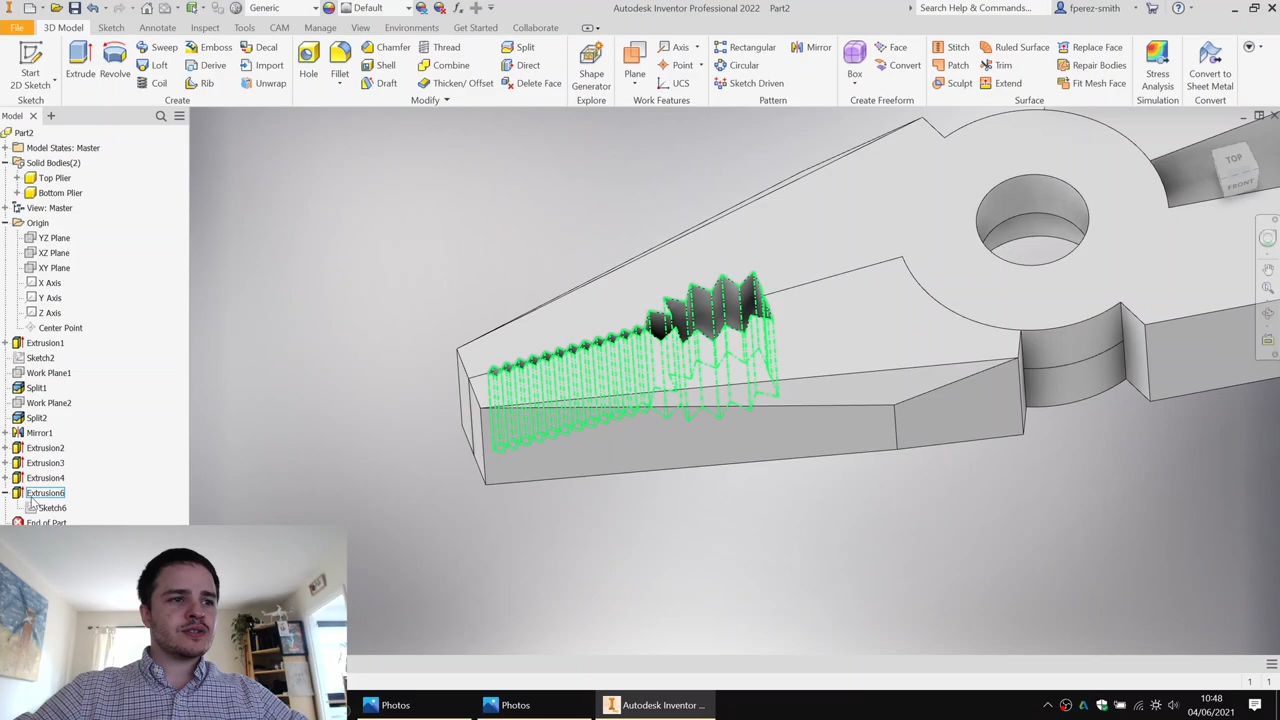 Generic
Default
Autodesk Inventor Professional 2022 Part2
Search Help & Commands...
fperez-smith
File
3D Model
Sketch
Annotate
Inspect
Tools
CAM
Manage
View
Environments
Get Started
Collaborate
Start
2D Sketch
Extrude
Revolve
Sweep
Emboss
Decal
Loft
Derive
Import
Coil
Rib
Unwrap
Hole
Fillet
Chamfer
Thread
Split
Shell
Combine
Direct
Draft
Thicken/ Offset
Delete Face
Shape
Generator
Plane
Axis
Point
UCS
Rectangular
Mirror
Circular
Sketch Driven
Box
Face
Convert
Stitch
Ruled Surface
Replace Face
Patch
Trim
Repair Bodies
Sculpt
Extend
Fit Mesh Face
Stress
Analysis
Convert to
Sheet Metal
Sketch
Create
Modify
Explore
Work Features
Pattern
Create Freeform
Surface
Simulation
Convert
Model
Part2
Model States: Master
Solid Bodies(2)
Top Plier
Bottom Plier
View: Master
Origin
YZ Plane
XZ Plane
XY Plane
X Axis
Y Axis
Z Axis
Center Point
Extrusion1
Sketch2
Work Plane1
Split1
Work Plane2
Split2
Mirror1
Extrusion2
Extrusion3
Extrusion4
Extrusion6
Sketch6
End of Part
TOP
FRONT
1 1
Photos
Photos
Autodesk Inventor ...
10:48
04/06/2021